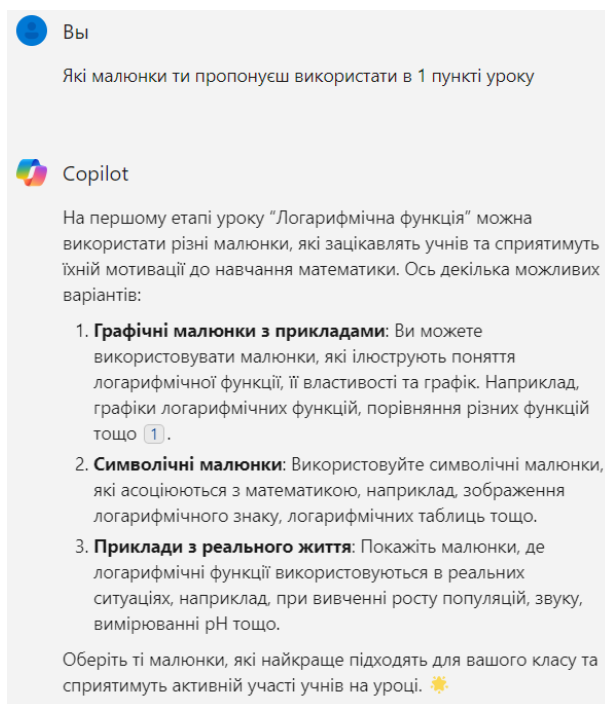 Вы
Які малюнки ти пропонуєш використати в 1 пункті уроку
Copilot
На першому етапі уроку "Логарифмічна функція" можна
використати різні малюнки, які зацікавлять учнів та сприятимуть
їхній мотивації до навчання математики. Ось декілька можливих
варіантів:
1. Графічні малюнки з прикладами: Ви можете
використовувати малюнки, які ілюструють поняття
логарифмічної функції, її властивості та графік. Наприклад,
графіки логарифмічних функцій, порівняння різних функцій
тощо 1.
2. Символічні малюнки: Використовуйте символічні малюнки,
які асоціюються з математикою, наприклад, зображення
логарифмічного знаку, логарифмічних таблиць тощо.
3. Приклади з реального життя: Покажіть малюнки, де
логарифмічні функції використовуються в реальних
ситуаціях, наприклад, при вивченні росту популяцій, звуку,
вимірюванні pH тощо.
Оберіть ті малюнки, які найкраще підходять для вашого класу та
сприятимуть активній участі учнів на уроці. 🌟